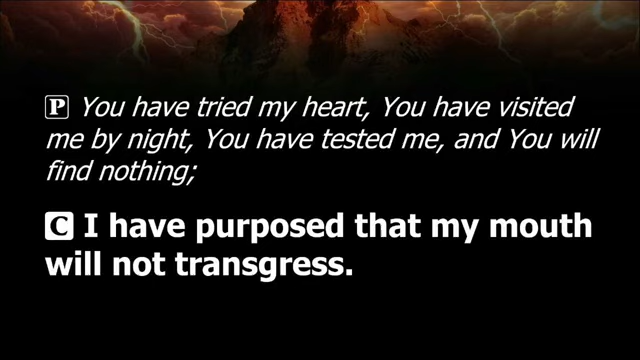 P You have tried my heart, You have visited
me by night, You have tested me, and You will
find nothing;
C I have purposed that my mouth
will not transgress.